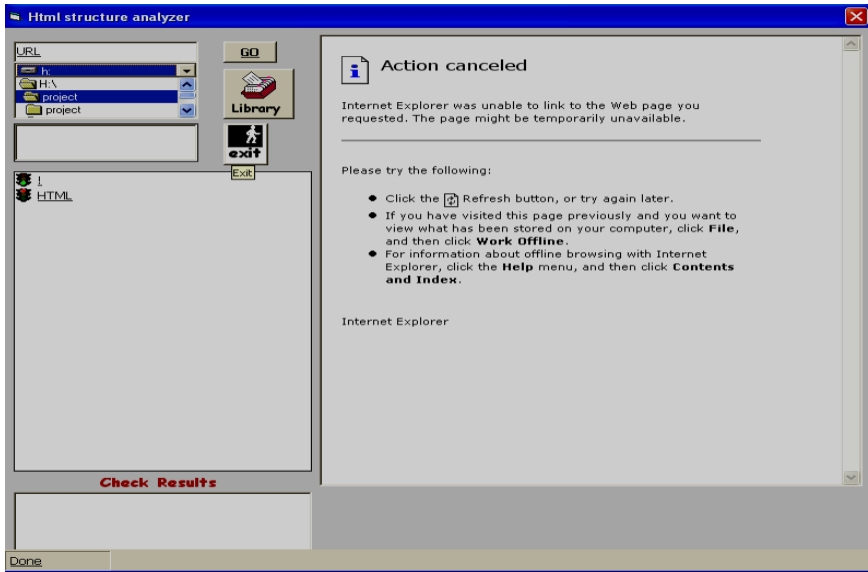 Html structure analyzer
URL
GO
h:
H:\
project
project
Library
exit
Exit
!
HTML
Check Results
Done
Action canceled
Internet Explorer was unable to link to the Web page you
requested. The page might be temporarily unavailable.
Please try the following:
Click the Refresh button, or try again later.
If you have visited this page previously and you want to
view what has been stored on your computer, click File,
and then click Work Offline.
For information about offline browsing with Internet
Explorer, click the Help menu, and then click Contents
and Index.
Internet Explorer